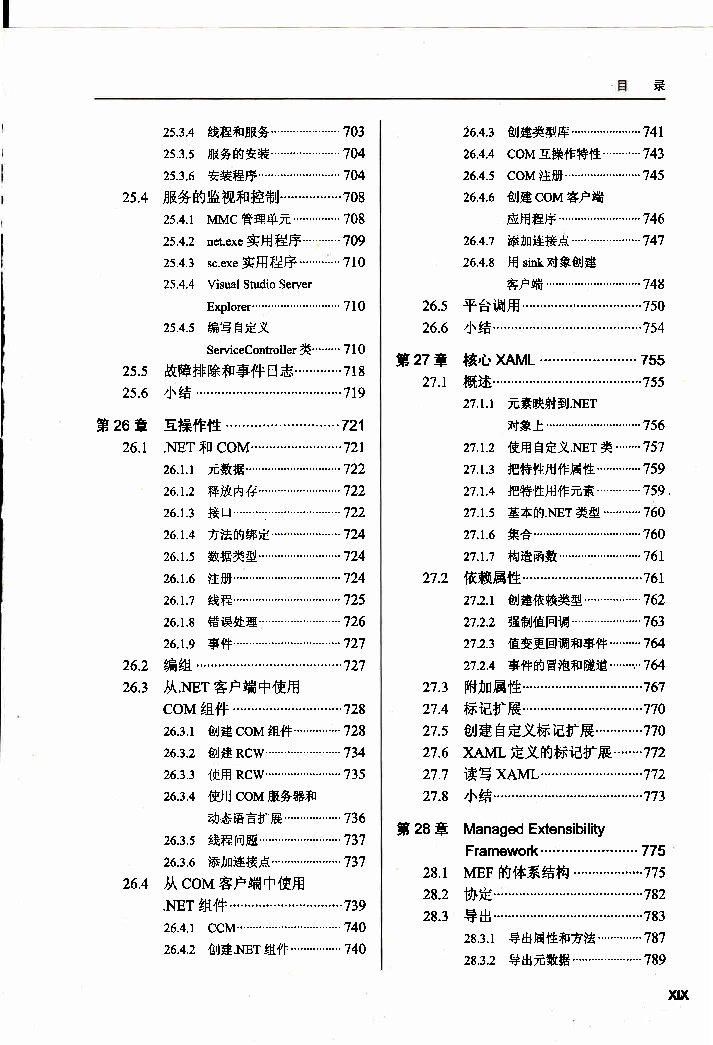 目 录
25.3.4 线程和服务 703
25.3.5 服务的安装 704
25.3.6 安装程序 704
25.4 服务的监视和控制 708
25.4.1 MMC 管理单元 708
25.4.2 net.exe 实用程序 709
25.4.3 sc.exe 实用程序 710
25.4.4 Visual Studio Server
Explorer 710
25.4.5 编写自定义
ServiceController 类 710
25.5 故障排除和事件日志 718
25.6 小结 719
第 26 章 互操作性 721
26.1 .NET 和 COM 721
26.1.1 元数据 722
26.1.2 释放内存 722
26.1.3 接口 722
26.1.4 方法的绑定 724
26.1.5 数据类型 724
26.1.6 注册 724
26.1.7 线程 725
26.1.8 错误处理 726
26.1.9 事件 727
26.2 编组 727
26.3 从.NET 客户端中使用
COM 组件 728
26.3.1 创建 COM 组件 728
26.3.2 创建 RCW 734
26.3.3 使用 RCW 735
26.3.4 使用 COM 服务器和
动态语言扩展 736
26.3.5 线程问题 737
26.3.6 添加连接点 737
26.4 从 COM 客户端中使用
.NET 组件 739
26.4.1 CCM 740
26.4.2 创建.NET 组件 740
26.4.3 创建类型库 741
26.4.4 COM 互操作特性 743
26.4.5 COM 注册 745
26.4.6 创建 COM 客户端
应用程序 746
26.4.7 添加连接点 747
26.4.8 用 sink 对象创建
客户端 748
26.5 平台调用 750
26.6 小结 754
第 27 章 核心 XAML 755
27.1 概述 755
27.1.1 元素映射到.NET
对象上 756
27.1.2 使用自定义.NET 类 757
27.1.3 把特性用作属性 759
27.1.4 把特性用作元素 759
27.1.5 基本的.NET 类型 760
27.1.6 集合 760
27.1.7 构造函数 761
27.2 依赖属性 761
27.2.1 创建依赖类型 762
27.2.2 强制值回调 763
27.2.3 值变更回调和事件 764
27.2.4 事件的冒泡和隧道 764
27.3 附加属性 767
27.4 标记扩展 770
27.5 创建自定义标记扩展 770
27.6 XAML 定义的标记扩展 772
27.7 读写 XAML 772
27.8 小结 773
第 28 章 Managed Extensibility
Framework 775
28.1 MEF 的体系结构 775
28.2 协定 782
28.3 导出 783
28.3.1 导出属性和方法 787
28.3.2 导出元数据 789
XIX